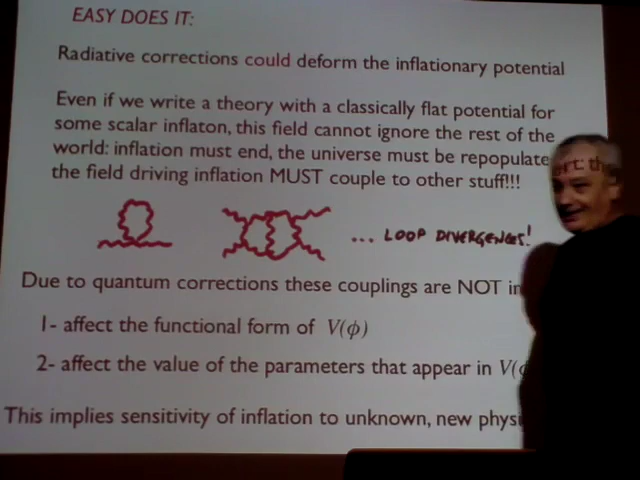 EASY DOES IT:
Radiative corrections could deform the inflationary potential
Even if we write a theory with a classically flat potential for
some scalar inflaton, this field cannot ignore the rest of the
world: inflation must end, the universe must be repopulate
the field driving inflation MUST couple to other stuff!!!
... LOOP DIVERGENCES!
Due to quantum corrections these couplings are NOT
1- affect the functional form of V(ϕ)
2- affect the value of the parameters that appear in V(ϕ
This implies sensitivity of inflation to unknown, new